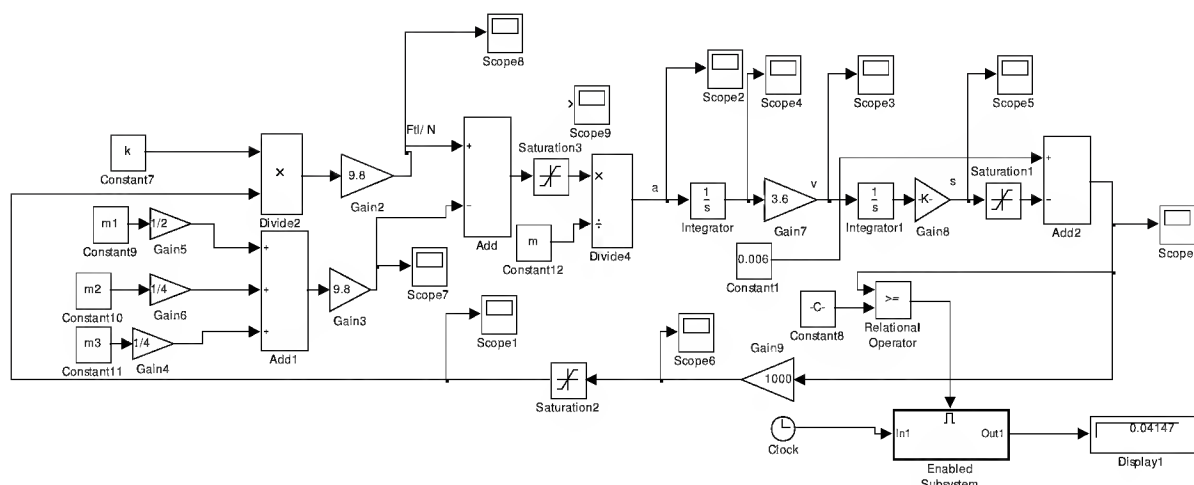 Scope8
Ftl/ N
k
Constant7
×
Divide2
9.8
Gain2
m1
Constant9
1/2
Gain5
m2
Constant10
1/4
Gain6
m3
Constant11
1/4
Gain4
+
+
+
Add1
9.8
Gain3
Scope7
Scope1
+
−
Add
Scope9
Saturation3
m
Constant12
×
÷
Divide4
a
Scope2
Scope4
Scope3
Scope5
1
s
Integrator
3.6
Gain7
v
1
s
Integrator1
-K-
Gain8
s
Saturation1
+
−
Add2
Scope
0.006
Constant1
-C-
Constant8
>=
Relational
Operator
Scope6
Gain9
1000
Saturation2
Clock
In1
Out1
Enabled
Subsystem
0.04147
Display1